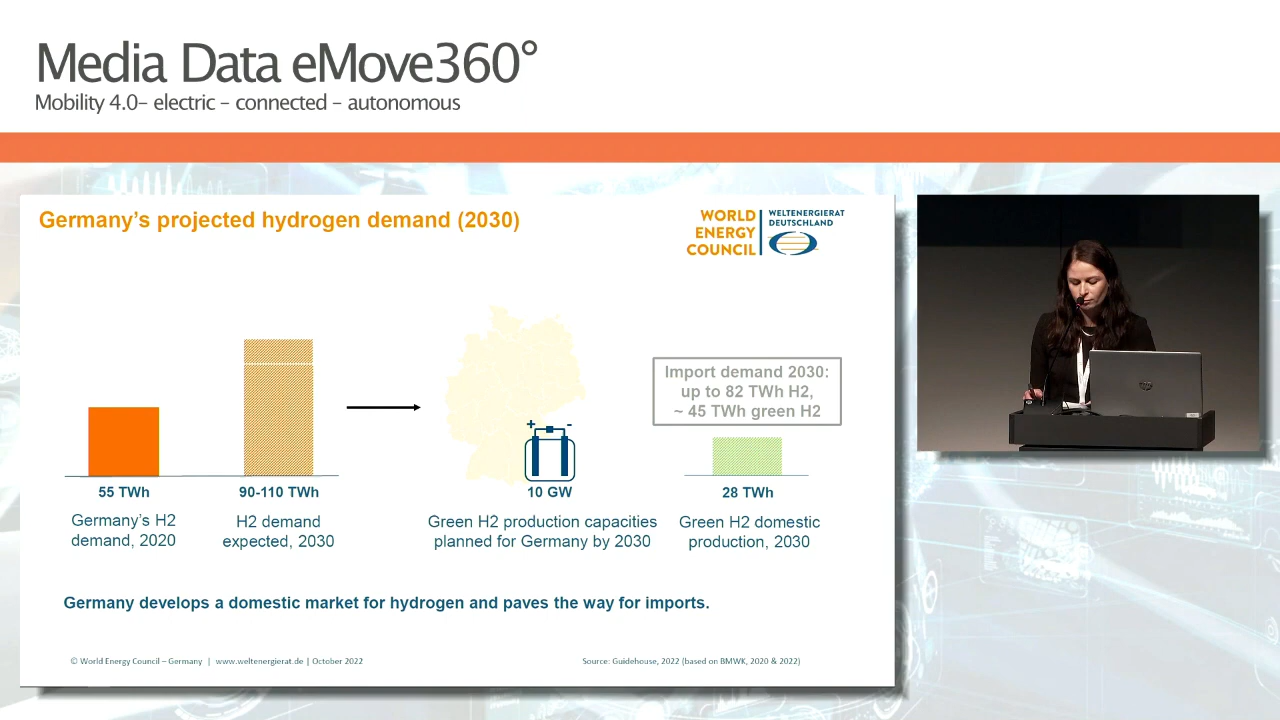 Media Data eMove360°
Mobility 4.0– electric – connected – autonomous
Germany's projected hydrogen demand (2030)
WORLD
ENERGY
COUNCIL
WELTENERGIERAT
DEUTSCHLAND
Import demand 2030:
up to 82 TWh H2,
~ 45 TWh green H2
+ -
55 TWh
90-110 TWh
10 GW
28 TWh
Germany's H2
demand, 2020
H2 demand
expected, 2030
Green H2 production capacities
planned for Germany by 2030
Green H2 domestic
production, 2030
Germany develops a domestic market for hydrogen and paves the way for imports.
© World Energy Council – Germany | www.weltenergierat.de | October 2022
Source: Guidehouse, 2022 (based on BMWK, 2020 & 2022)